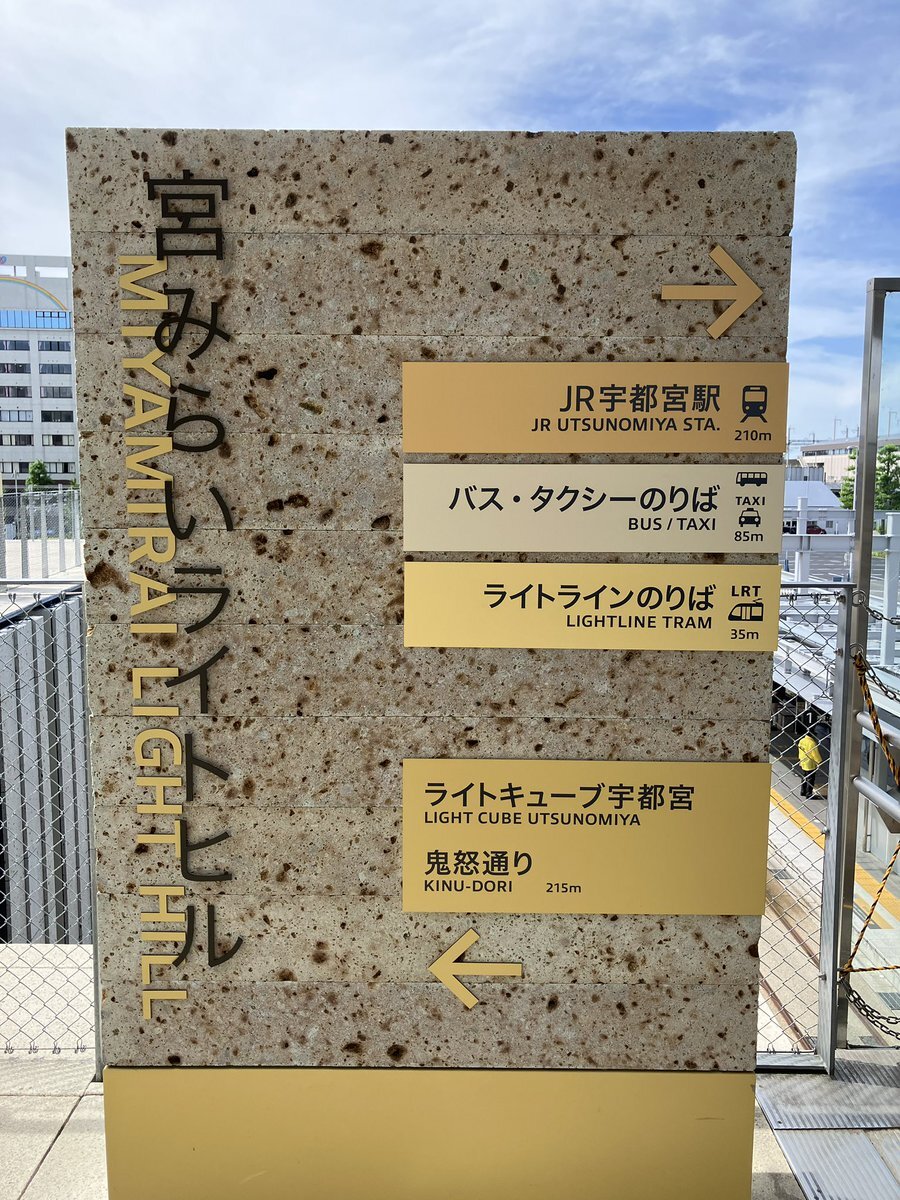 宮みらいライトヒル
MIYAMIRAI LIGHT HILL
JR宇都宮駅
JR UTSUNOMIYA STA.
210m
バス・タクシーのりば
BUS / TAXI
TAXI
85m
ライトラインのりば
LIGHTLINE TRAM
LRT
35m
ライトキューブ宇都宮
LIGHT CUBE UTSUNOMIYA
鬼怒通り
KINU-DORI 215m
1